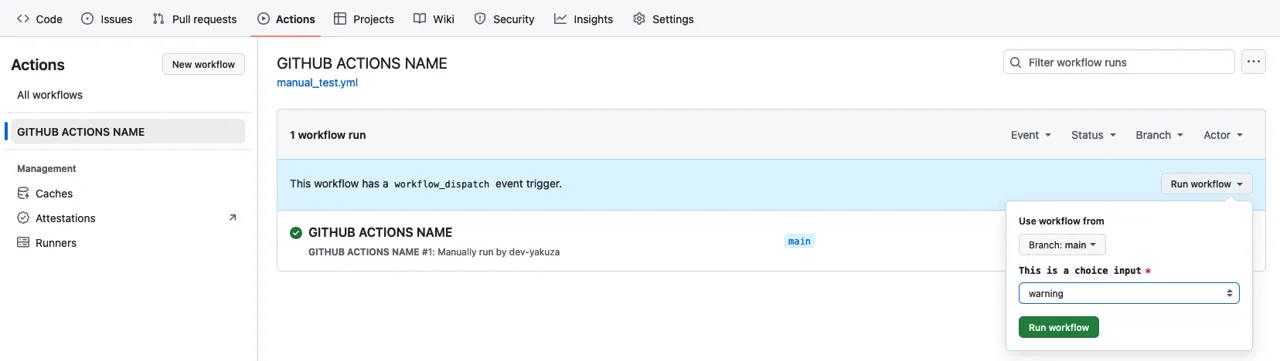 Code Issues Pull requests Actions Projects Wiki Security Insights Settings
Actions
New workflow
All workflows
GITHUB ACTIONS NAME
Management
Caches
Attestations
Runners
GITHUB ACTIONS NAME
manual_test.yml
Filter workflow runs
1 workflow run
Event Status Branch Actor
This workflow has a workflow_dispatch event trigger.
Run workflow
GITHUB ACTIONS NAME
GITHUB ACTIONS NAME #1: Manually run by dev-yakuza
main
Use workflow from
Branch: main
This is a choice input *
warning
Run workflow